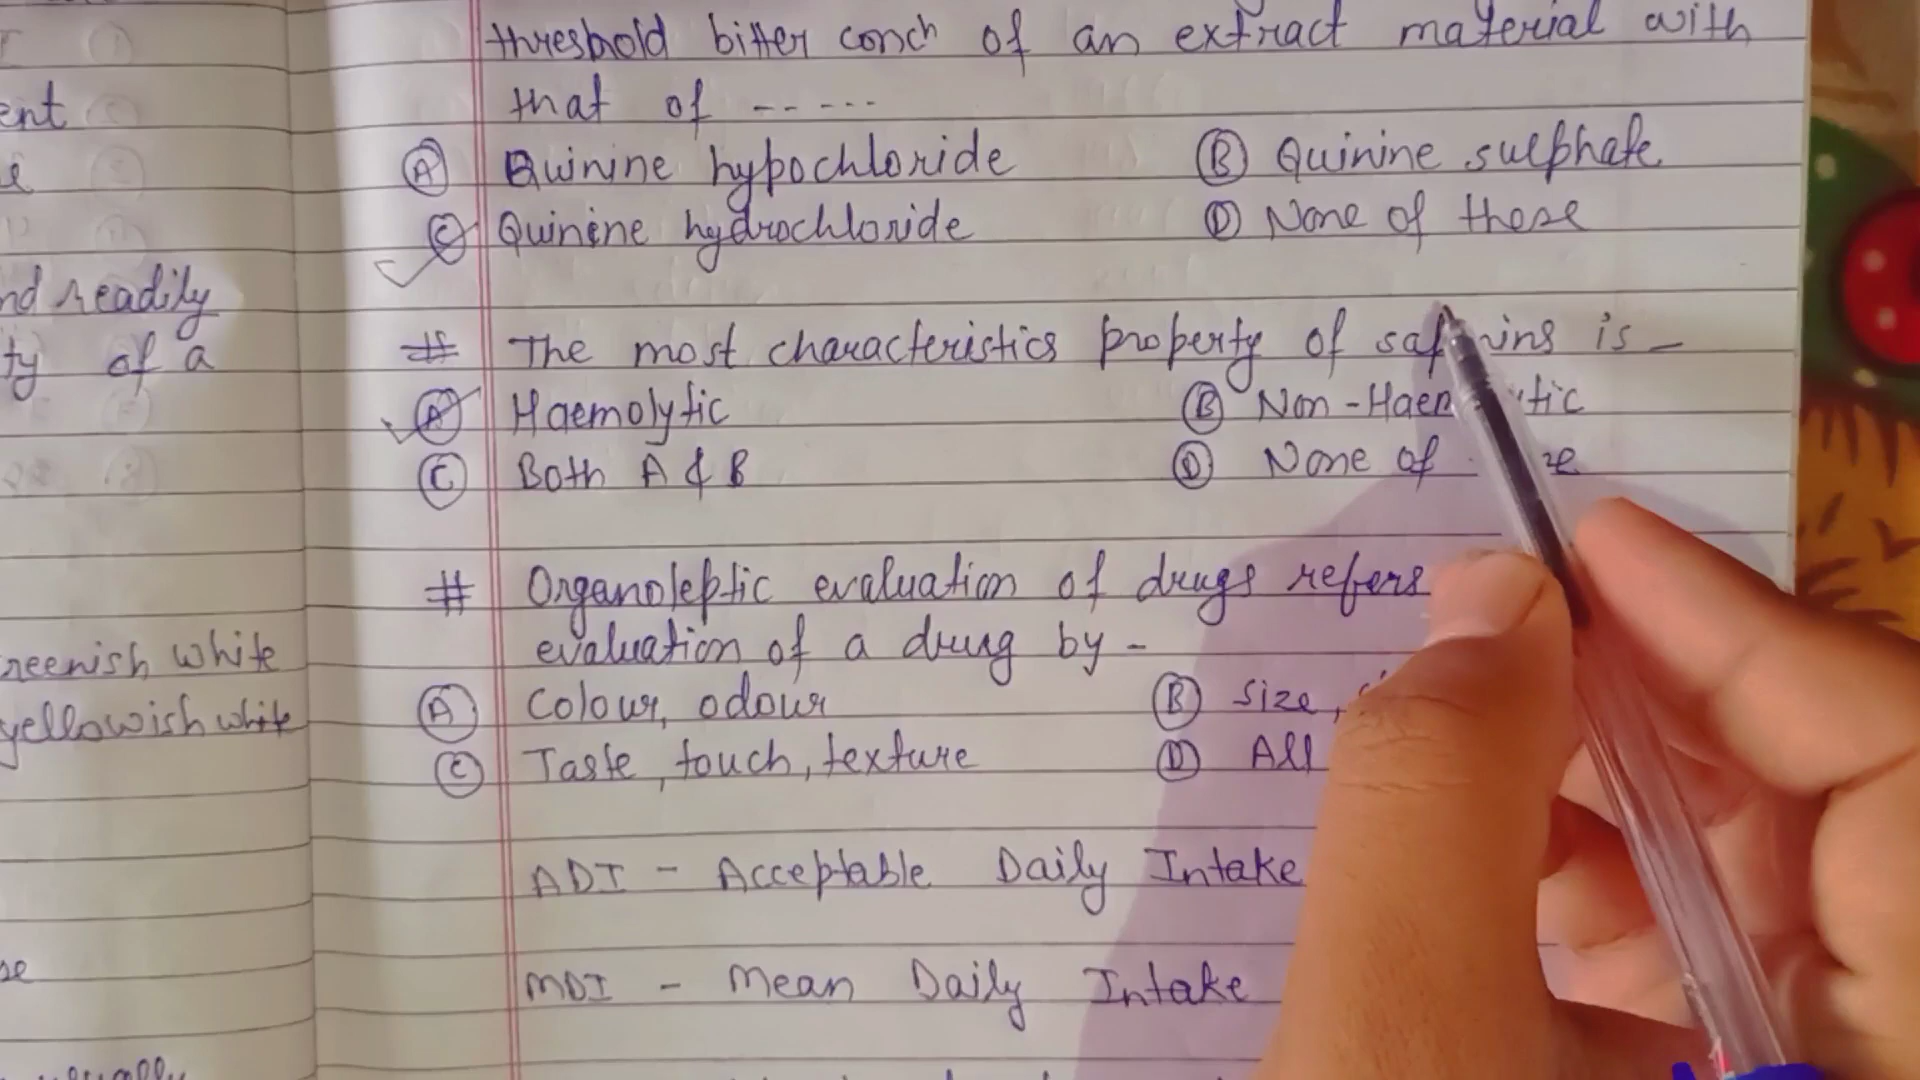 ent
nd readily
ty of a
reenish white
yellowish white
threshold bitter conch of an extract material with
that of -----
(A) Quinine hypochloride (B) Quinine sulphate
(C) Quinine hydrochloride (D) None of these
# The most characteristics property of is -
(A) Haemolytic (B) Non-
(C) Both A & B (D) None of
# Organoleptic evaluation of drugs refers
evaluation of a drug by -
(A) Colour, odour (B) Size,
(C) Taste, touch, texture (D) All
ADI - Acceptable Daily Intake
MDI - Mean Daily Intake